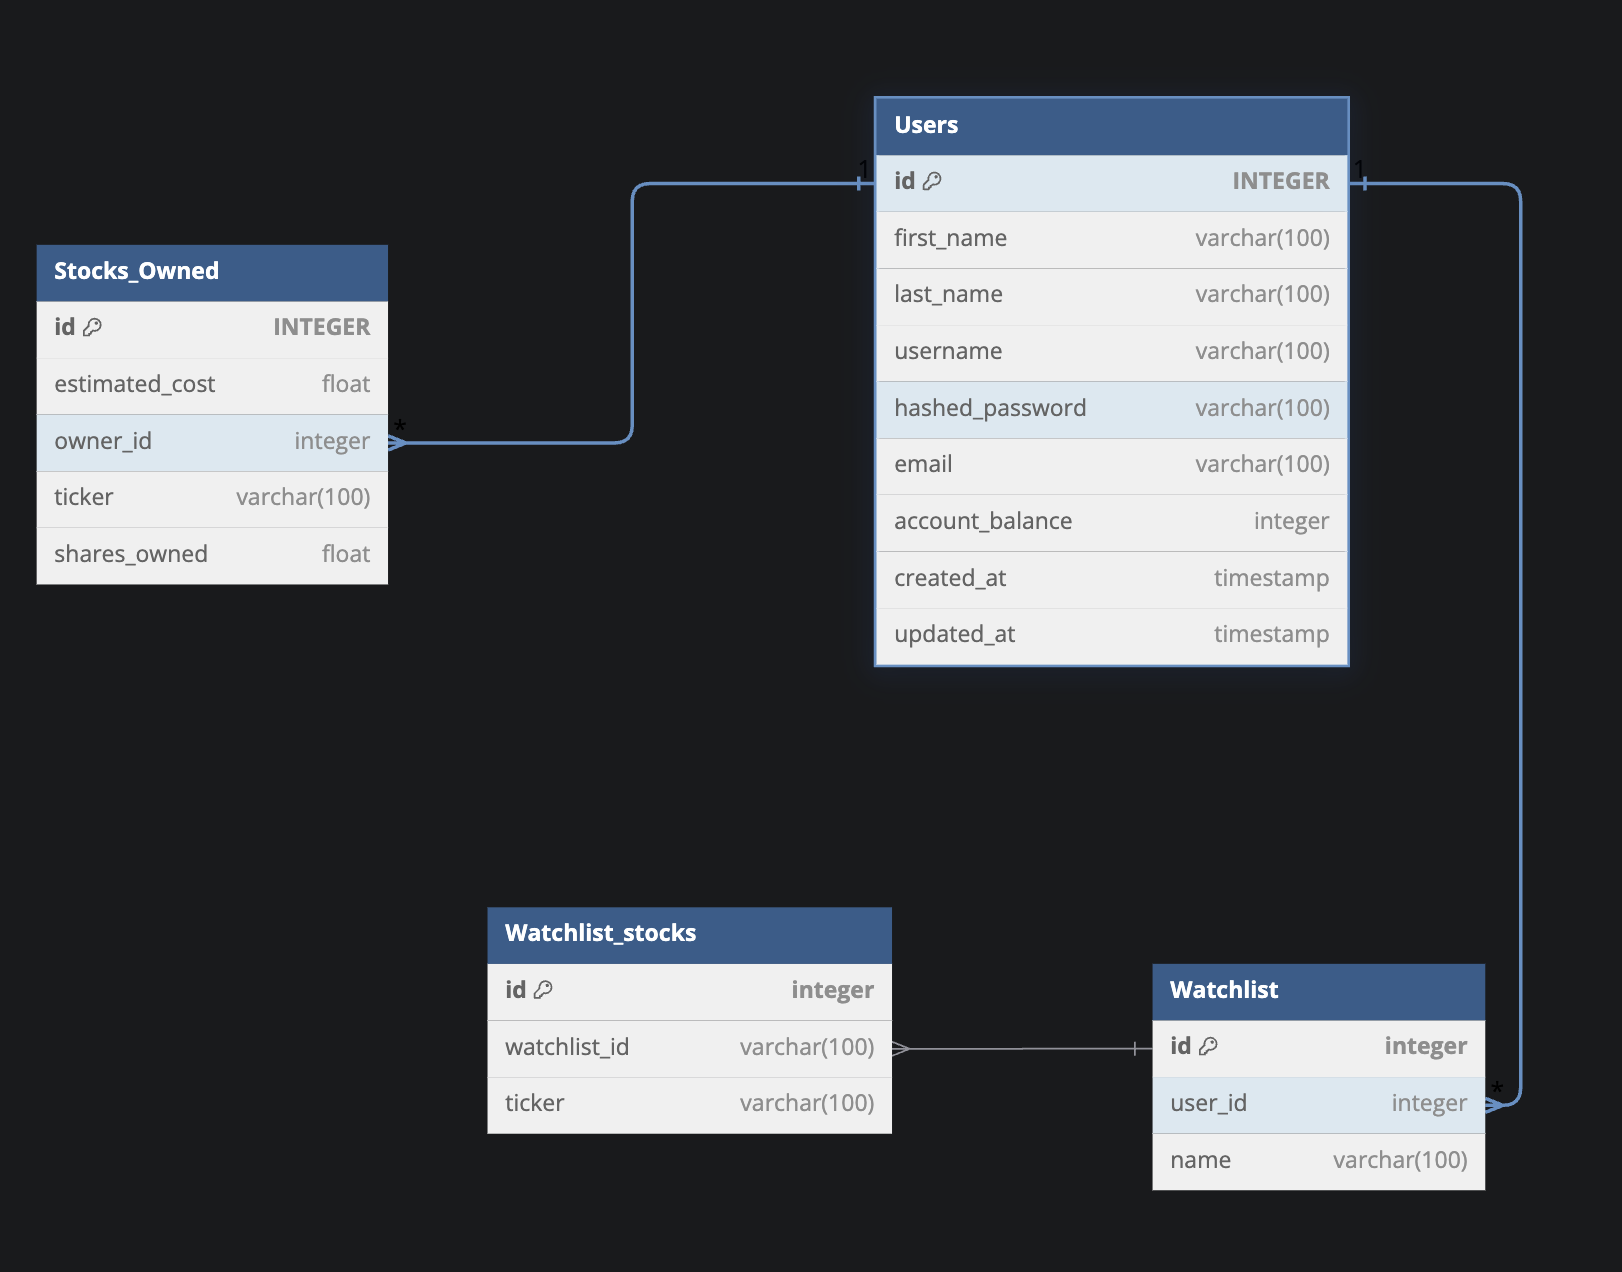 Users
1
id INTEGER
1
first_name varchar(100)
last_name varchar(100)
username varchar(100)
hashed_password varchar(100)
email varchar(100)
account_balance integer
created_at timestamp
updated_at timestamp
Stocks_Owned
id INTEGER
estimated_cost float
owner_id integer
*
ticker varchar(100)
shares_owned float
Watchlist_stocks
id integer
watchlist_id varchar(100)
ticker varchar(100)
Watchlist
id integer
user_id integer
*
name varchar(100)